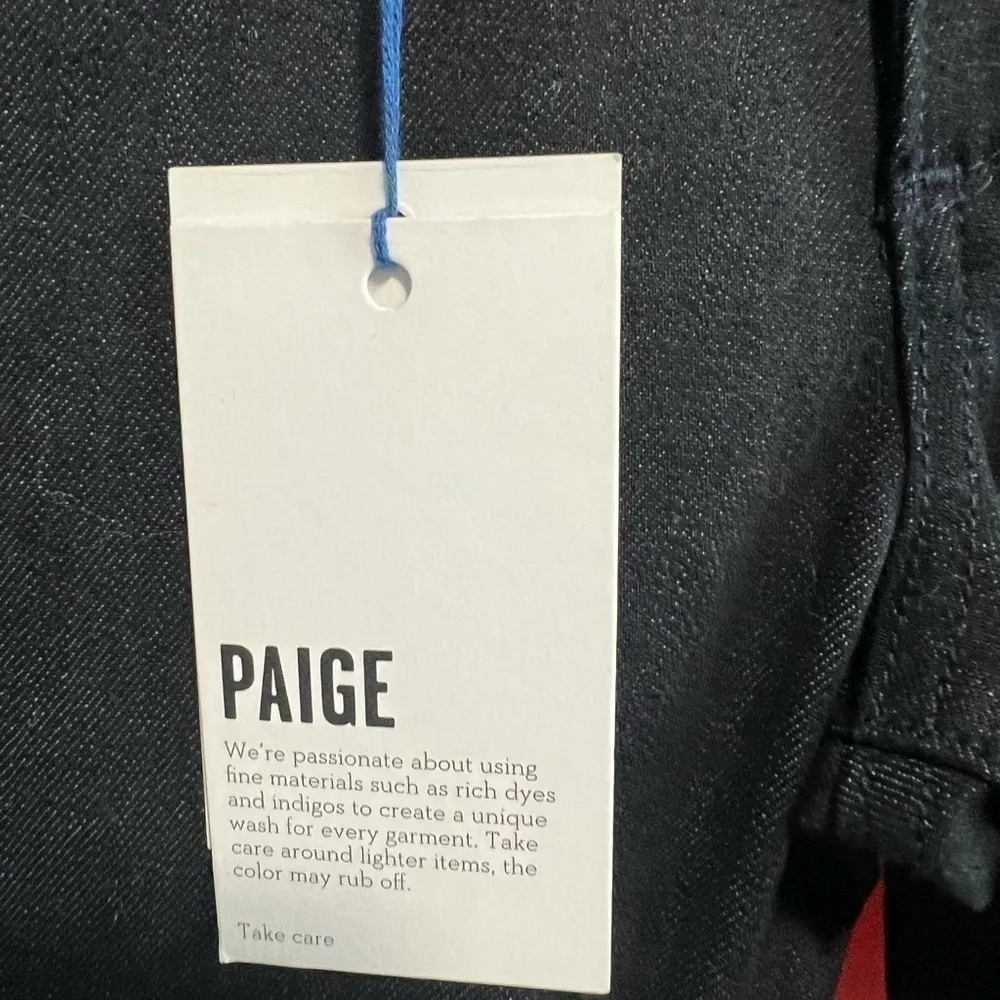 PAIGE
We're passionate about using
fine materials such as rich dyes
and indigos to create a unique
wash for every garment. Take
care around lighter items, the
color may rub off.
Take care